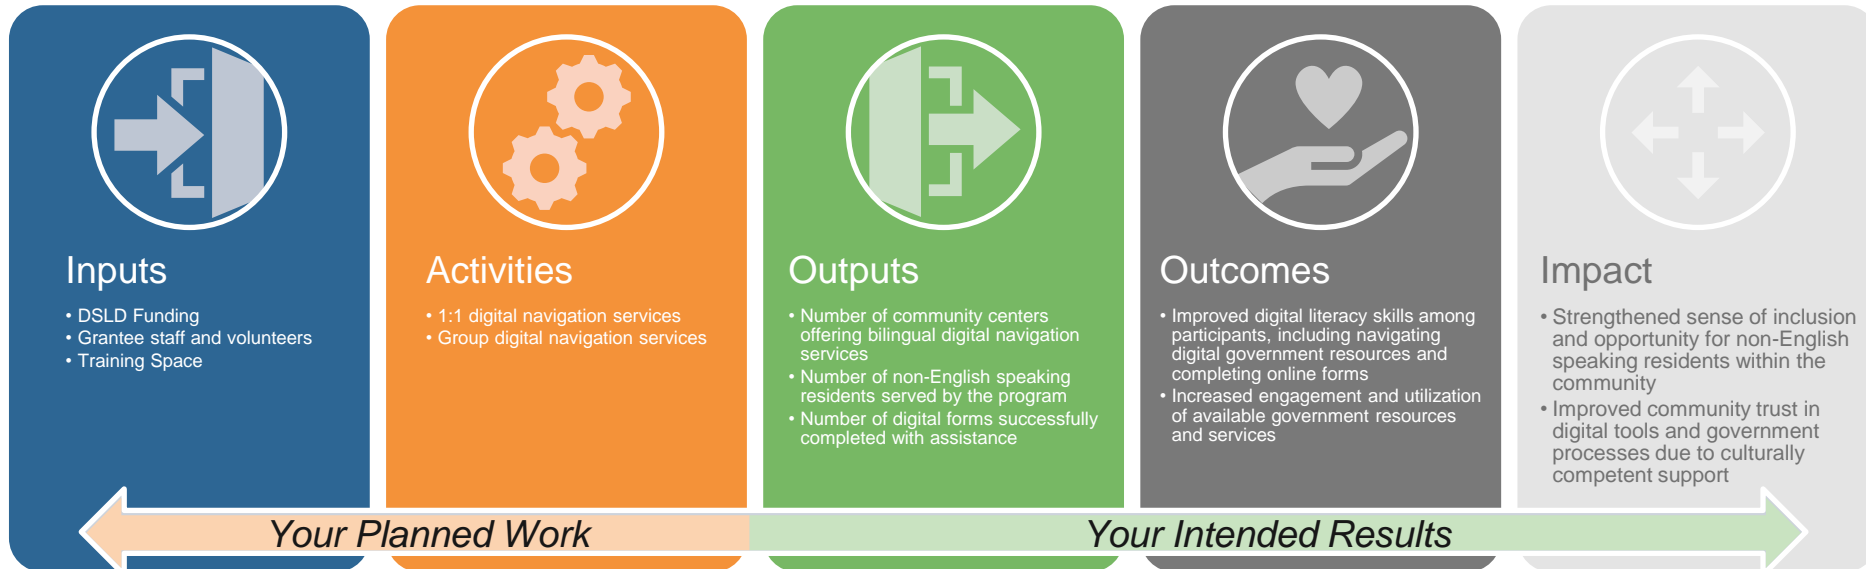 Inputs
• DSLD Funding
• Grantee staff and volunteers
• Training Space
Activities
• 1:1 digital navigation services
• Group digital navigation services
Outputs
• Number of community centers
offering bilingual digital navigation
services
• Number of non-English speaking
residents served by the program
• Number of digital forms successfully
completed with assistance
Outcomes
• Improved digital literacy skills among
participants, including navigating
digital government resources and
completing online forms
• Increased engagement and utilization
of available government resources
and services
Impact
• Strengthened sense of inclusion
and opportunity for non-English
speaking residents within the
community
• Improved community trust in
digital tools and government
processes due to culturally
competent support
Your Planned Work
Your Intended Results